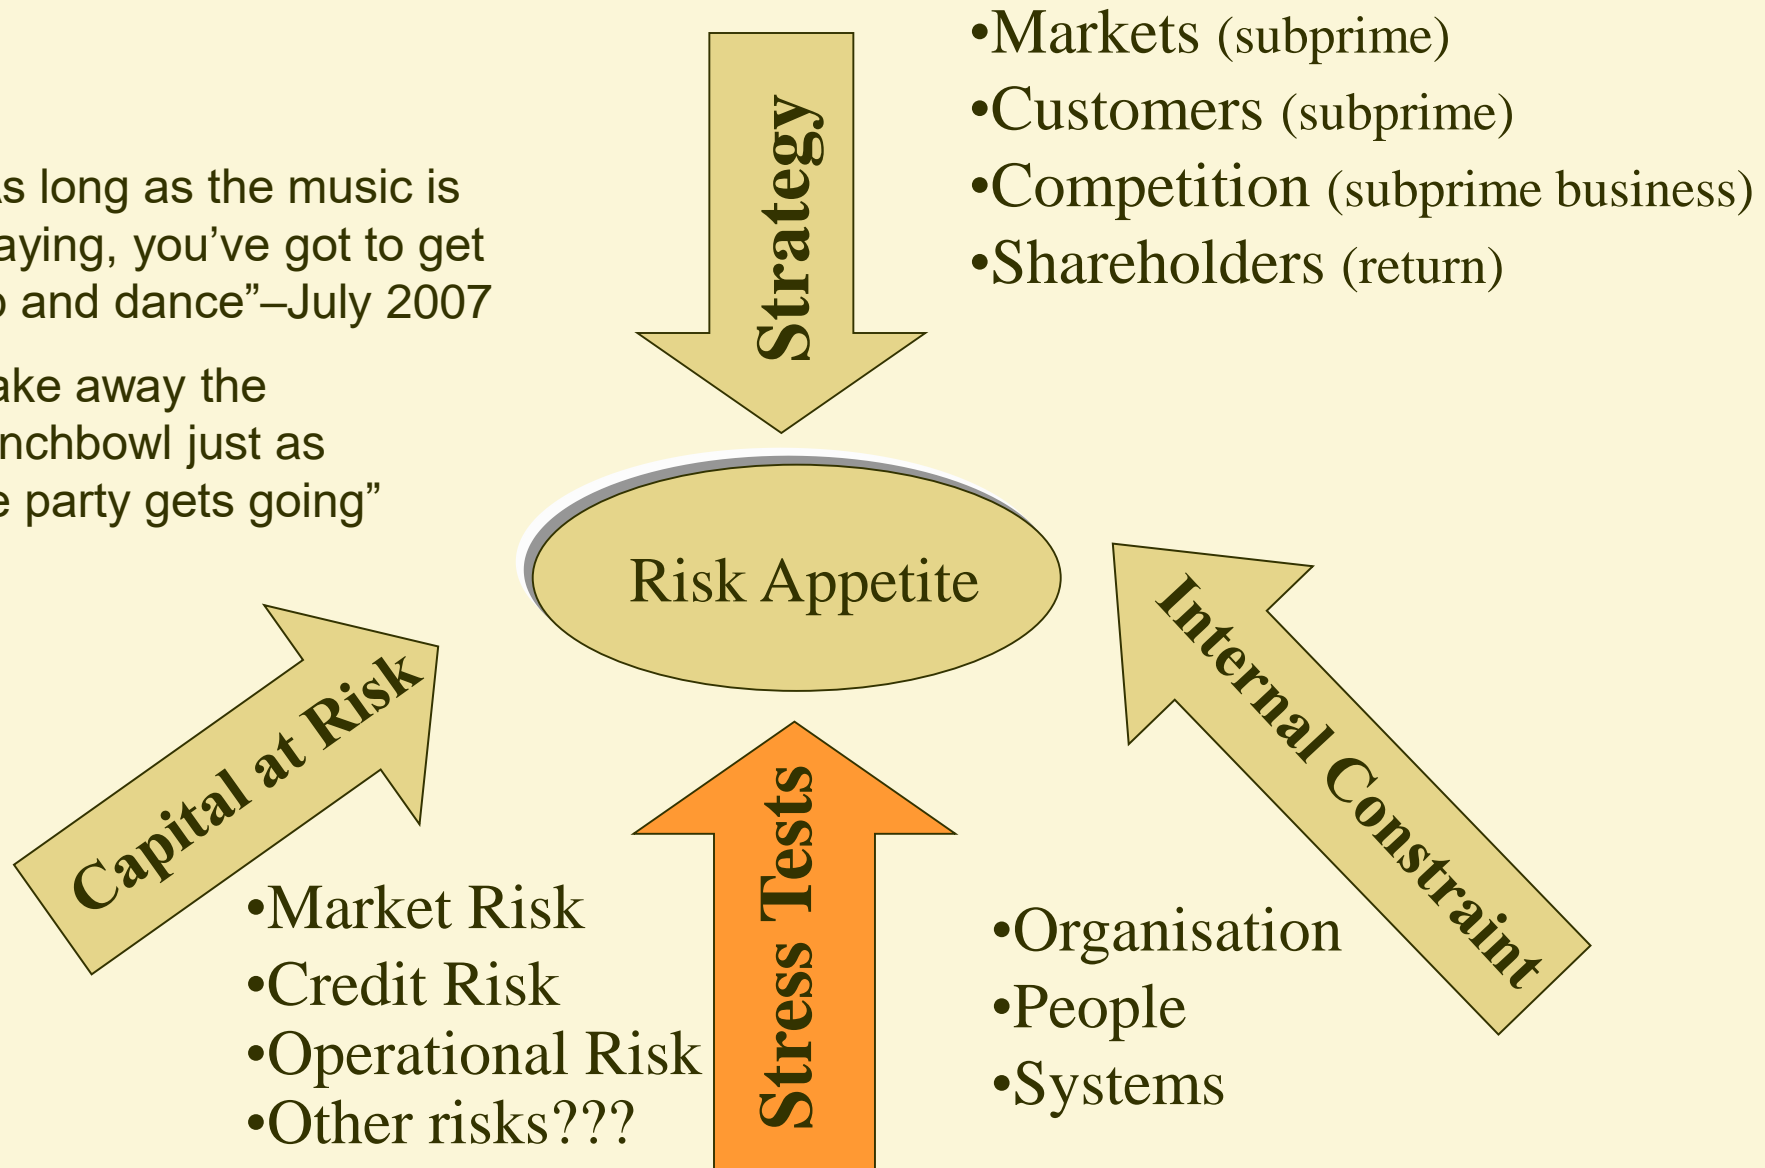 •Markets (subprime)
•Customers (subprime)
•Competition (subprime business)
•Shareholders (return)
Strategy
s long as the music is
aying, you’ve got to get
and dance”–July 2007
ake away the
nchbowl just as
e party gets going”
Risk Appetite
Capital at Risk
•Market Risk
•Credit Risk
•Operational Risk
•Other risks???
Stress Tests
Internal Constraint
•Organisation
•People
•Systems